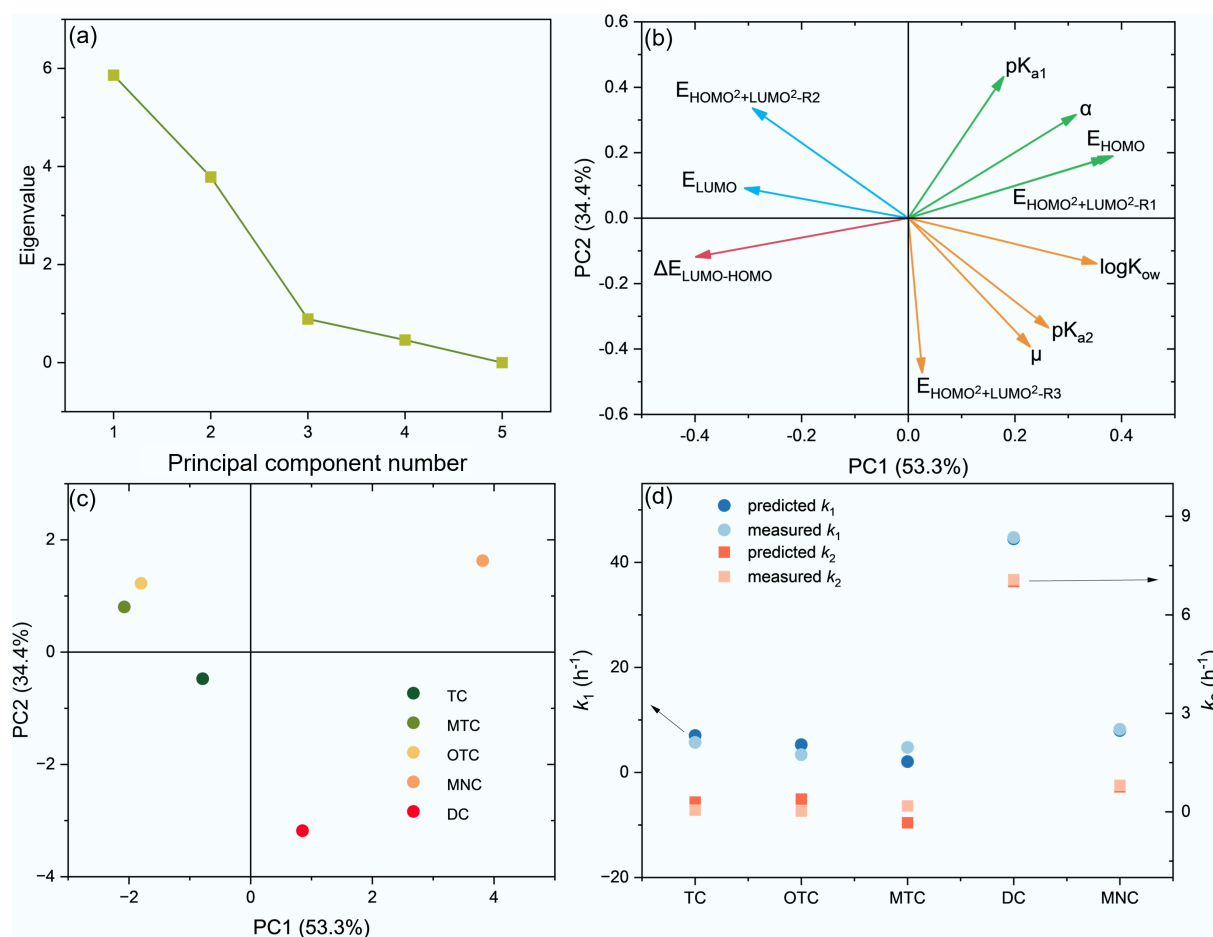 (a)
Eigenvalue
6
4
2
0
1 2 3 4 5
Principal component number
(b)
PC2 (34.4%)
0.6
0.4
0.2
0.0
-0.2
-0.4
-0.6
-0.4 -0.2 0.0 0.2 0.4
PC1 (53.3%)
pKa1
α
EHOMO
EHOMO²+LUMO²-R1
EHOMO²+LUMO²-R2
ELUMO
ΔELUMO-HOMO
logKow
pKa2
μ
EHOMO²+LUMO²-R3
(c)
PC2 (34.4%)
2
0
−2
−4
−2 0 2 4
PC1 (53.3%)
TC
MTC
OTC
MNC
DC
(d)
predicted k1
measured k1
predicted k2
measured k2
k1 (h-1)
40
20
0
−20
9
6
3
0
(h-1)
TC OTC MTC DC MNC